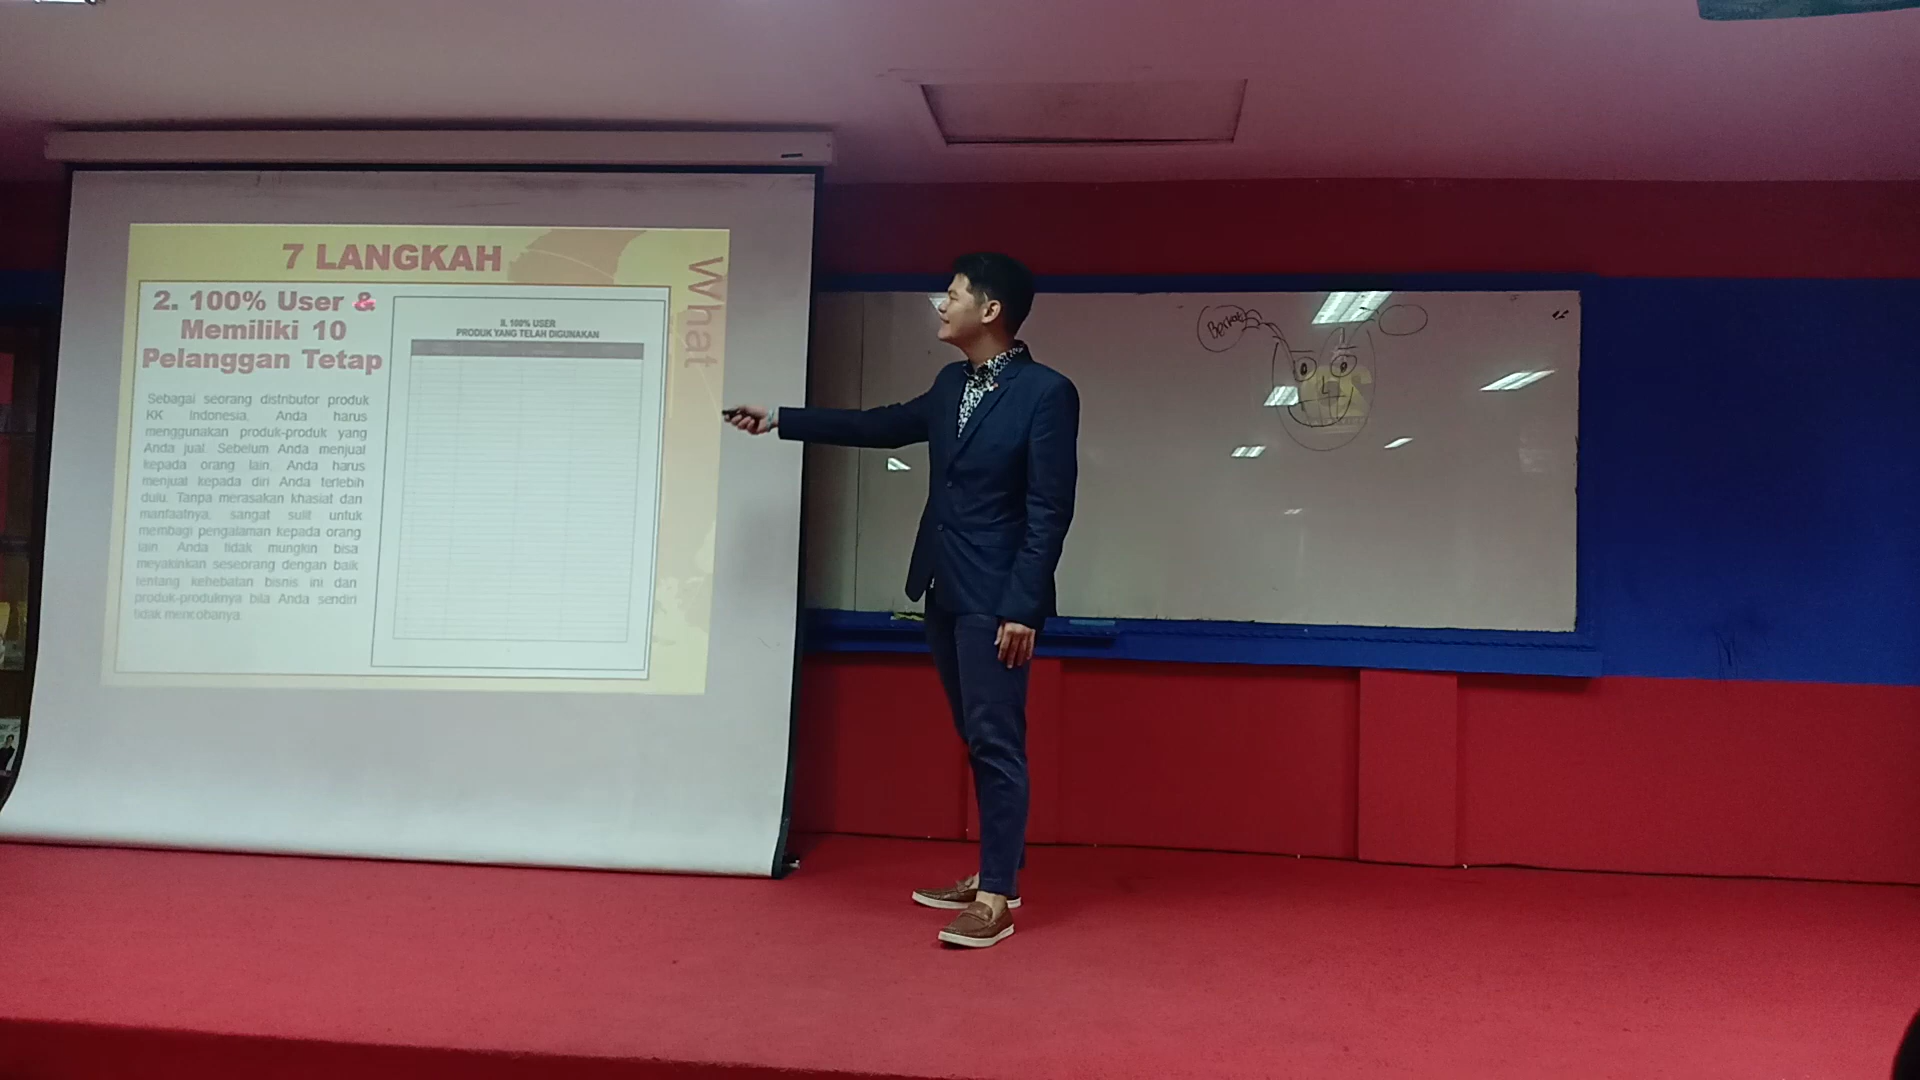 7 LANGKAH
What
2. 100% User &
Memiliki 10
Pelanggan Tetap
Sebagai seorang distributor produk
KK Indonesia, Anda harus
menggunakan produk-produk yang
Anda jual. Sebelum Anda menjual
kepada orang lain, Anda harus
menjual kepada diri Anda terlebih
dulu. Tanpa merasakan khasiat dan
manfaatnya, sangat sulit untuk
membagi pengalaman kepada orang
lain. Anda tidak mungkin bisa
meyakinkan seseorang dengan baik
tentang kehebatan bisnis ini dan
produk-produknya bila Anda sendiri
tidak mencobanya.
II. 100% USER
PRODUK YANG TELAH DIGUNAKAN